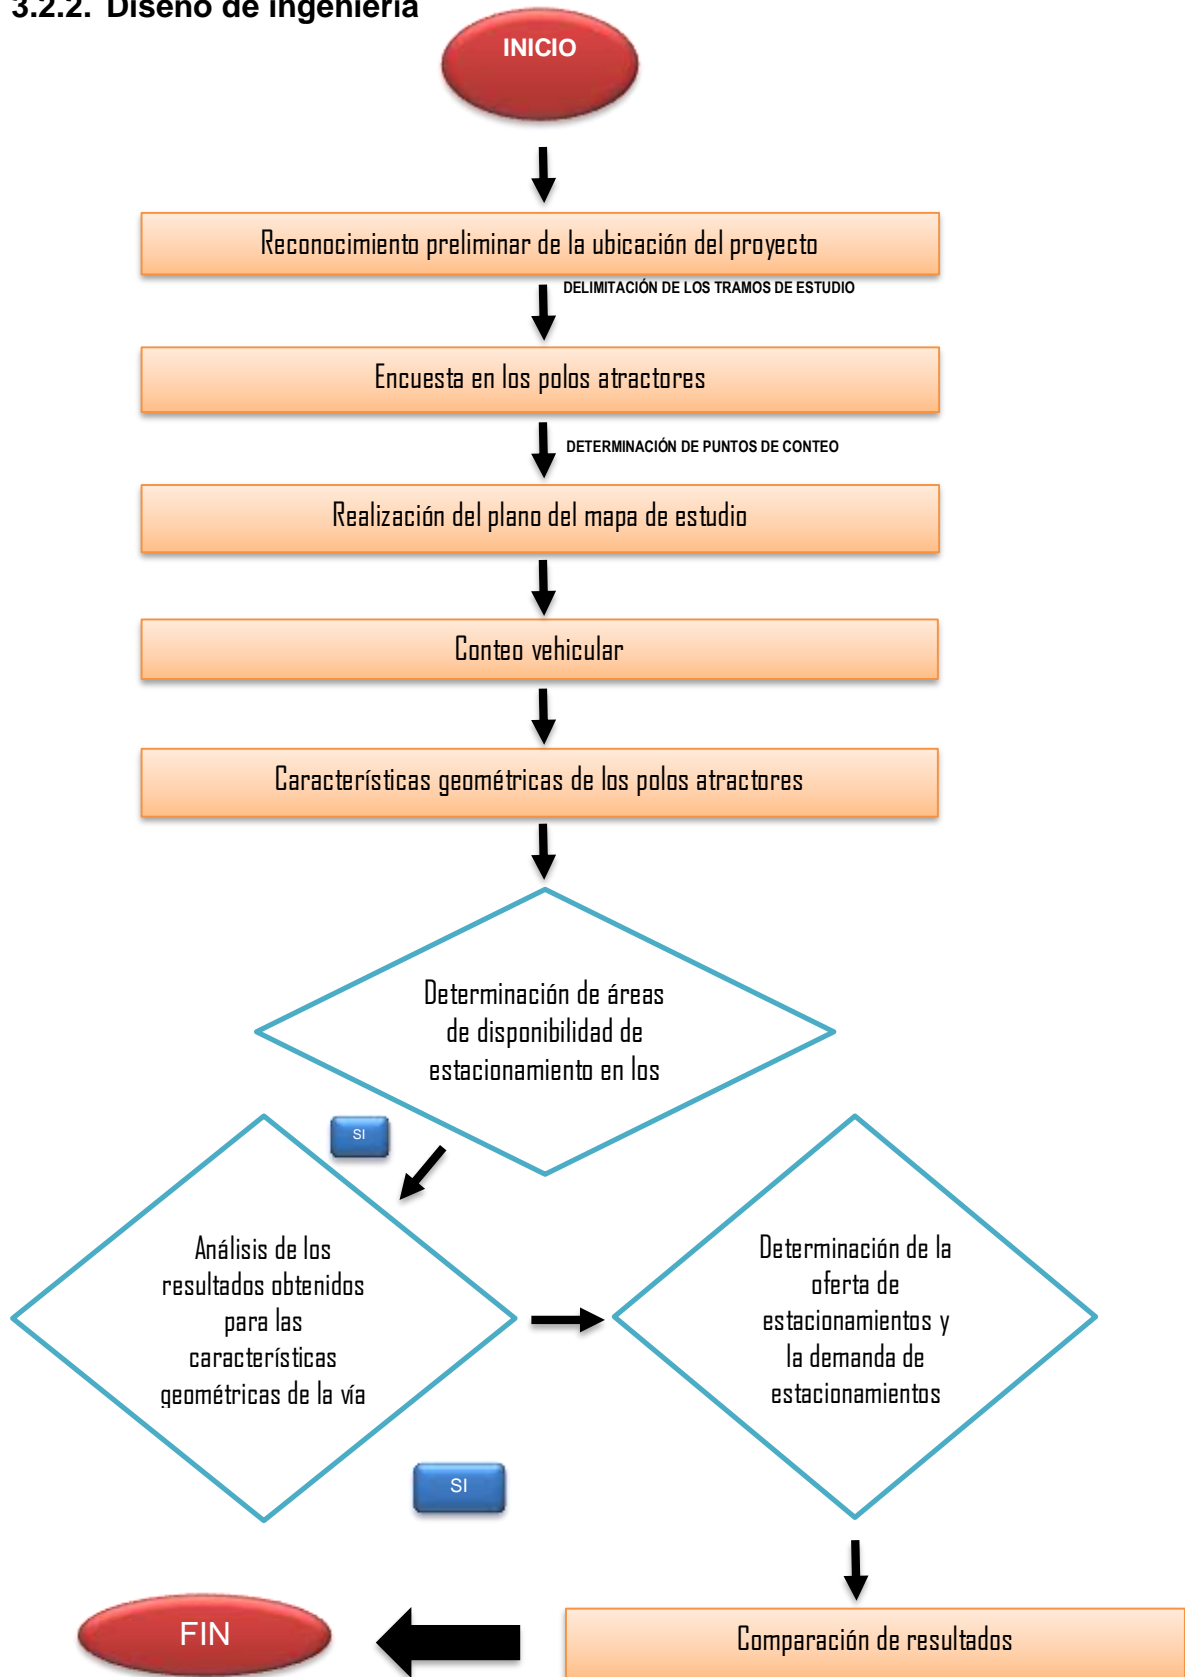 3.2.2. Diseño de ingeniería
INICIO
Reconocimiento preliminar de la ubicación del proyecto
DELIMITACIÓN DE LOS TRAMOS DE ESTUDIO
Encuesta en los polos atractores
DETERMINACIÓN DE PUNTOS DE CONTEO
Realización del plano del mapa de estudio
Conteo vehicular
Característícas geométricas de los polos atractores
Determinación de áreas
de disponibilidad de
estacionamiento en los
SI
Análisis de los
resultados obtenidos
para las
característícas
geométricas de la vía
Determinación de la
oferta de
estacionamientos y
la demanda de
estacionamientos
SI
FIN
Comparación de resultados